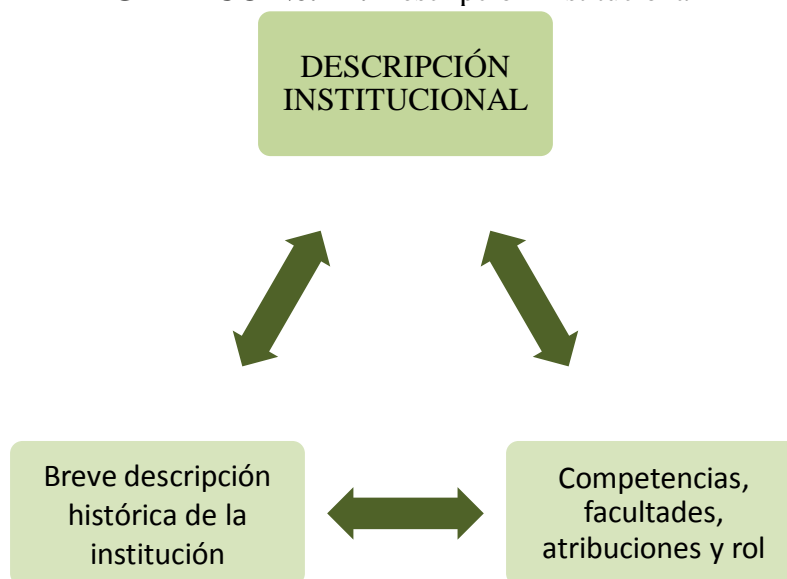 DESCRIPCIÓN
INSTITUCIONAL
Breve descripción
histórica de la
institución
Competencias,
facultades,
atribuciones y rol